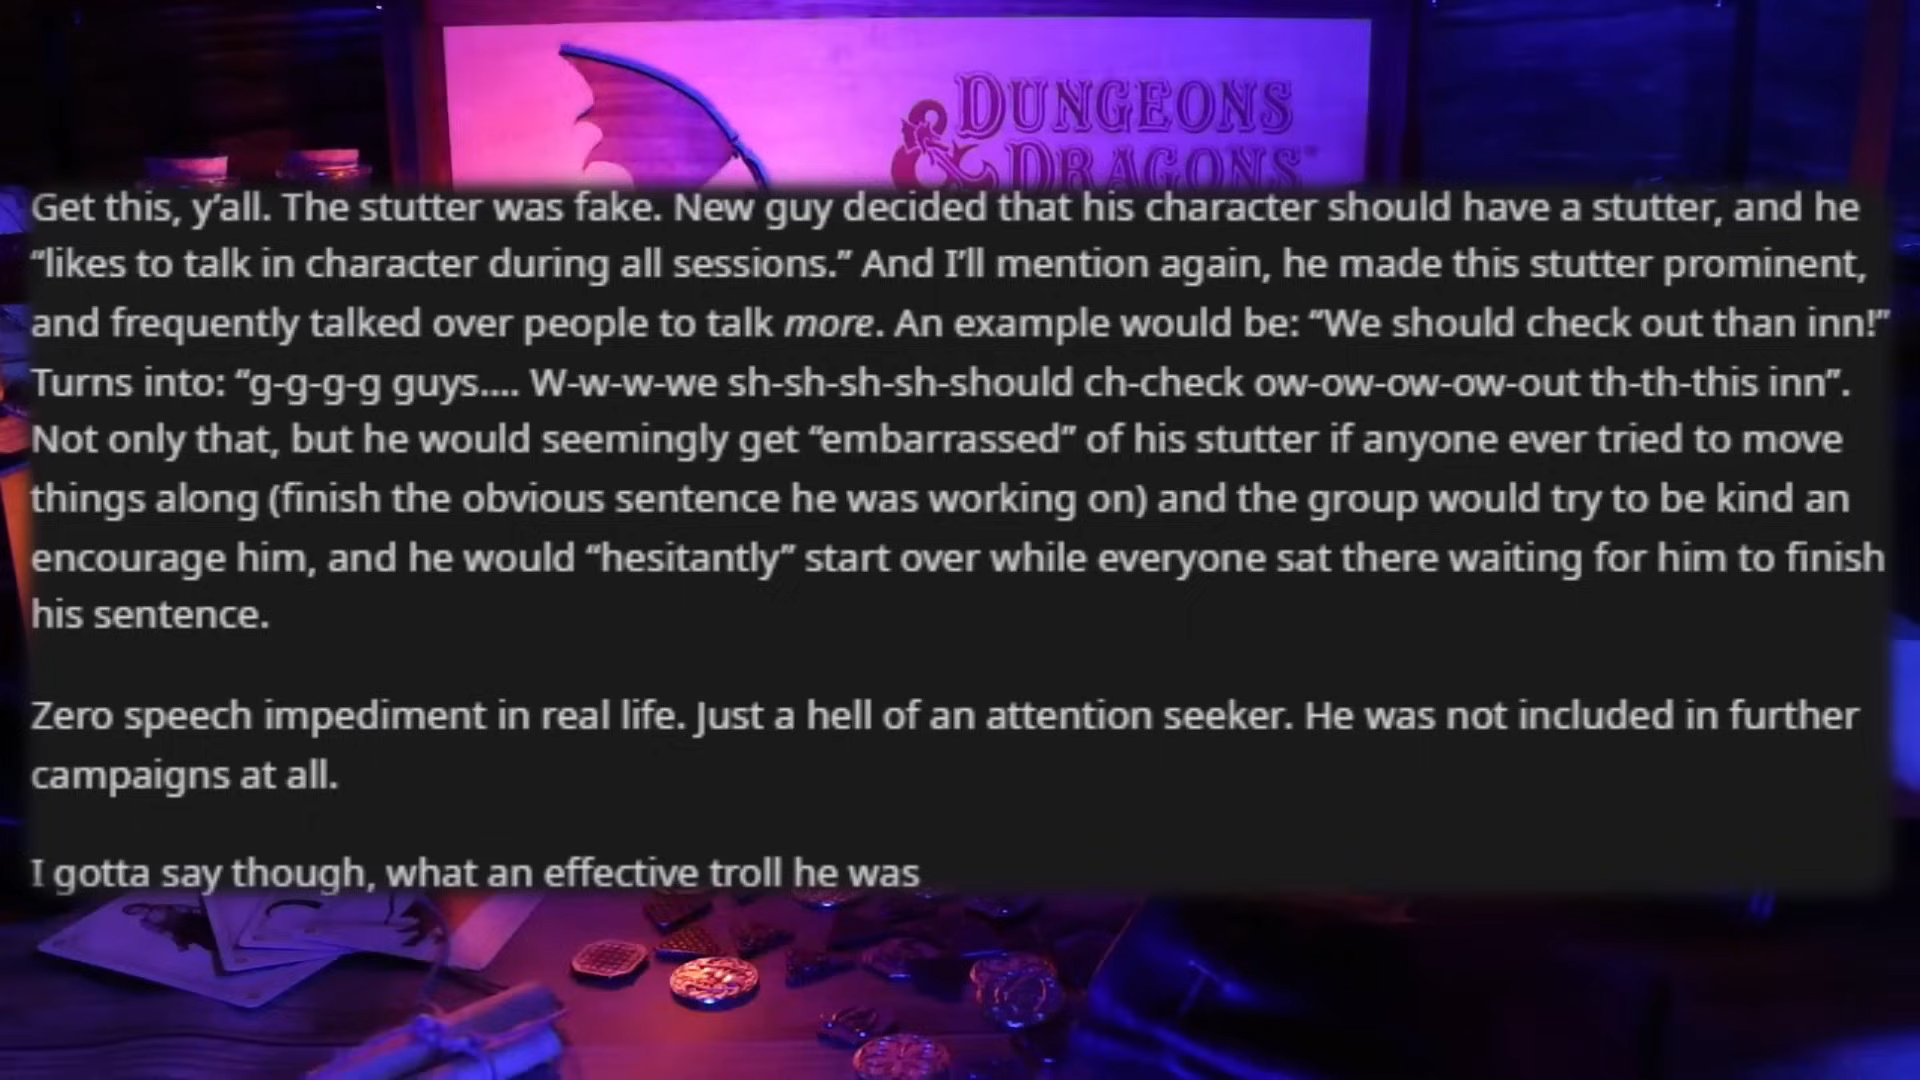 DUNGEONS
& DRAGONS
Get this, y’all. The stutter was fake. New guy decided that his character should have a stutter, and he
“likes to talk in character during all sessions.” And I’ll mention again, he made this stutter prominent,
and frequently talked over people to talk more. An example would be: “We should check out than inn!”
Turns into: “g-g-g-g guys.... W-w-w-we sh-sh-sh-sh-should ch-check ow-ow-ow-ow-out th-th-this inn”.
Not only that, but he would seemingly get “embarrassed” of his stutter if anyone ever tried to move
things along (finish the obvious sentence he was working on) and the group would try to be kind an
encourage him, and he would “hesitantly” start over while everyone sat there waiting for him to finish
his sentence.
Zero speech impediment in real life. Just a hell of an attention seeker. He was not included in further
campaigns at all.
I gotta say though, what an effective troll he was